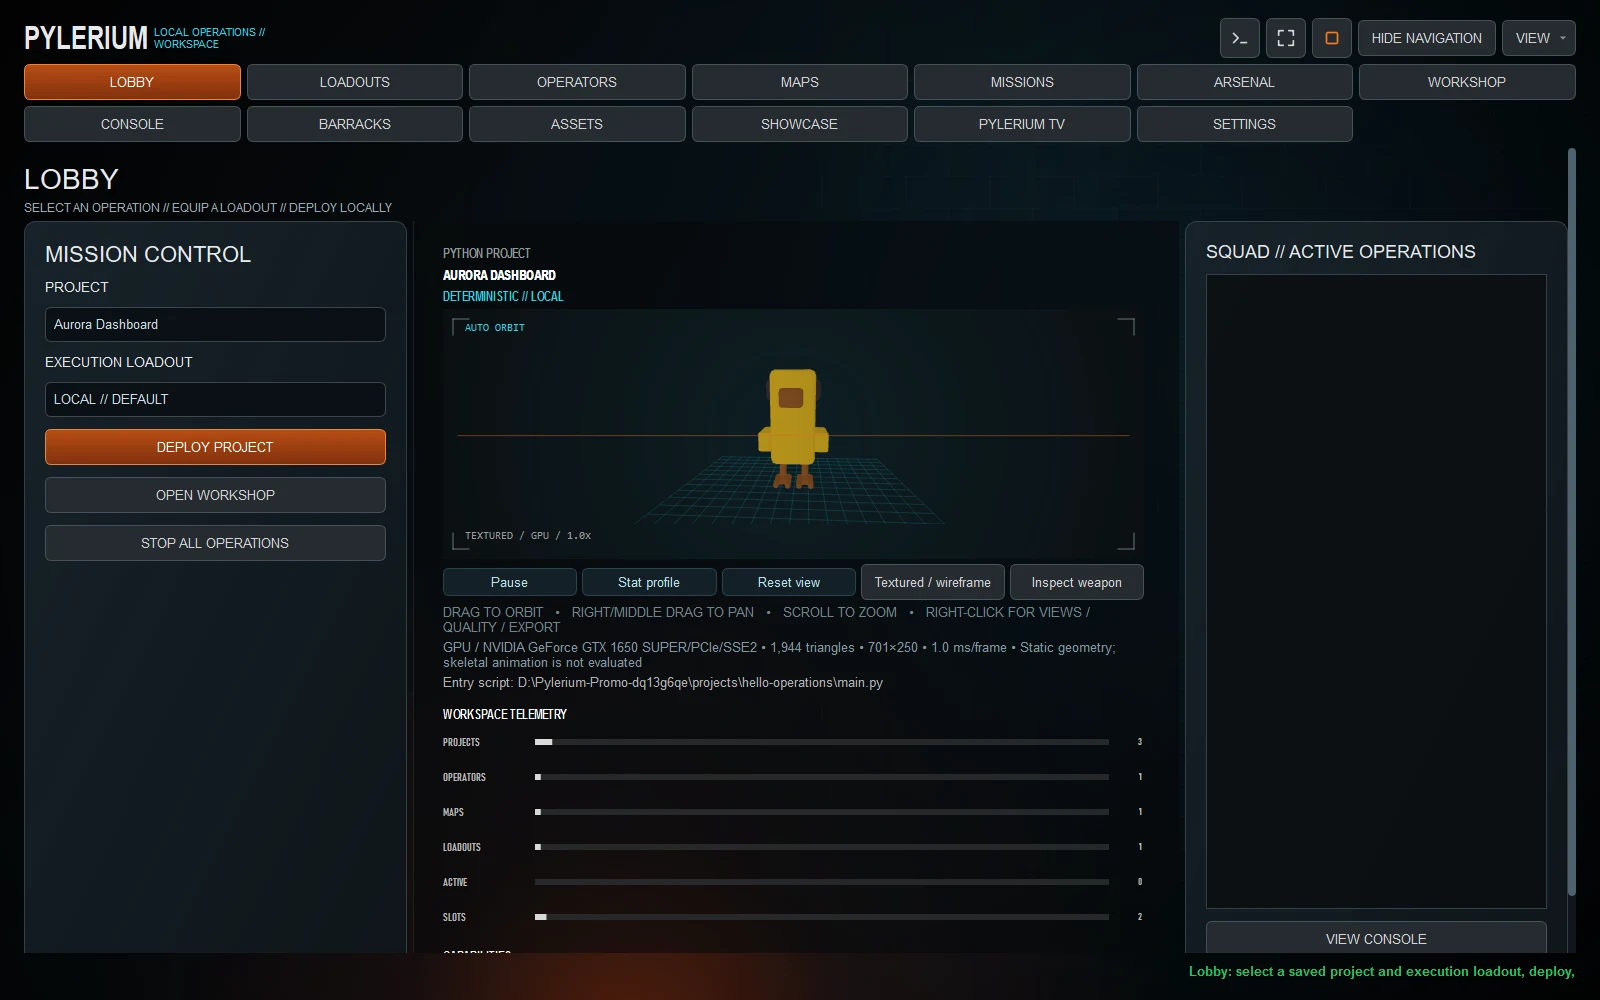 PYLERIUM
LOCAL OPERATIONS //
WORKSPACE
HIDE NAVIGATION
VIEW
LOBBY
LOADOUTS
OPERATORS
MAPS
MISSIONS
ARSENAL
WORKSHOP
CONSOLE
BARRACKS
ASSETS
SHOWCASE
PYLERIUM TV
SETTINGS
LOBBY
SELECT AN OPERATION // EQUIP A LOADOUT // DEPLOY LOCALLY
MISSION CONTROL
PROJECT
Aurora Dashboard
EXECUTION LOADOUT
LOCAL // DEFAULT
DEPLOY PROJECT
OPEN WORKSHOP
STOP ALL OPERATIONS
PYTHON PROJECT
AURORA DASHBOARD
DETERMINISTIC // LOCAL
AUTO ORBIT
TEXTURED / GPU / 1.0x
Pause
Stat profile
Reset view
Textured / wireframe
Inspect weapon
DRAG TO ORBIT • RIGHT/MIDDLE DRAG TO PAN • SCROLL TO ZOOM • RIGHT-CLICK FOR VIEWS /
QUALITY / EXPORT
GPU / NVIDIA GeForce GTX 1650 SUPER/PCIe/SSE2 • 1,944 triangles • 701×250 • 1.0 ms/frame • Static geometry;
skeletal animation is not evaluated
Entry script: D:\Pylerium-Promo-dq13g6qe\projects\hello-operations\main.py
WORKSPACE TELEMETRY
PROJECTS 3
OPERATORS 1
MAPS 1
LOADOUTS 1
ACTIVE 0
SLOTS 2
CAPABILITIES
SQUAD // ACTIVE OPERATIONS
VIEW CONSOLE
Lobby: select a saved project and execution loadout, deploy,